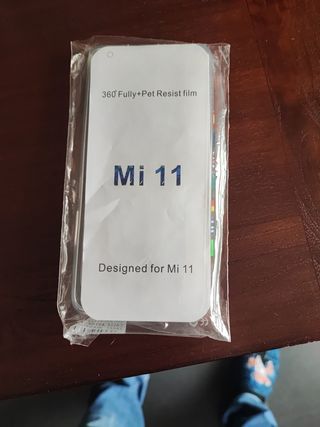 360°Fully+Pet Resist film
Mi 11
Designed for Mi 11